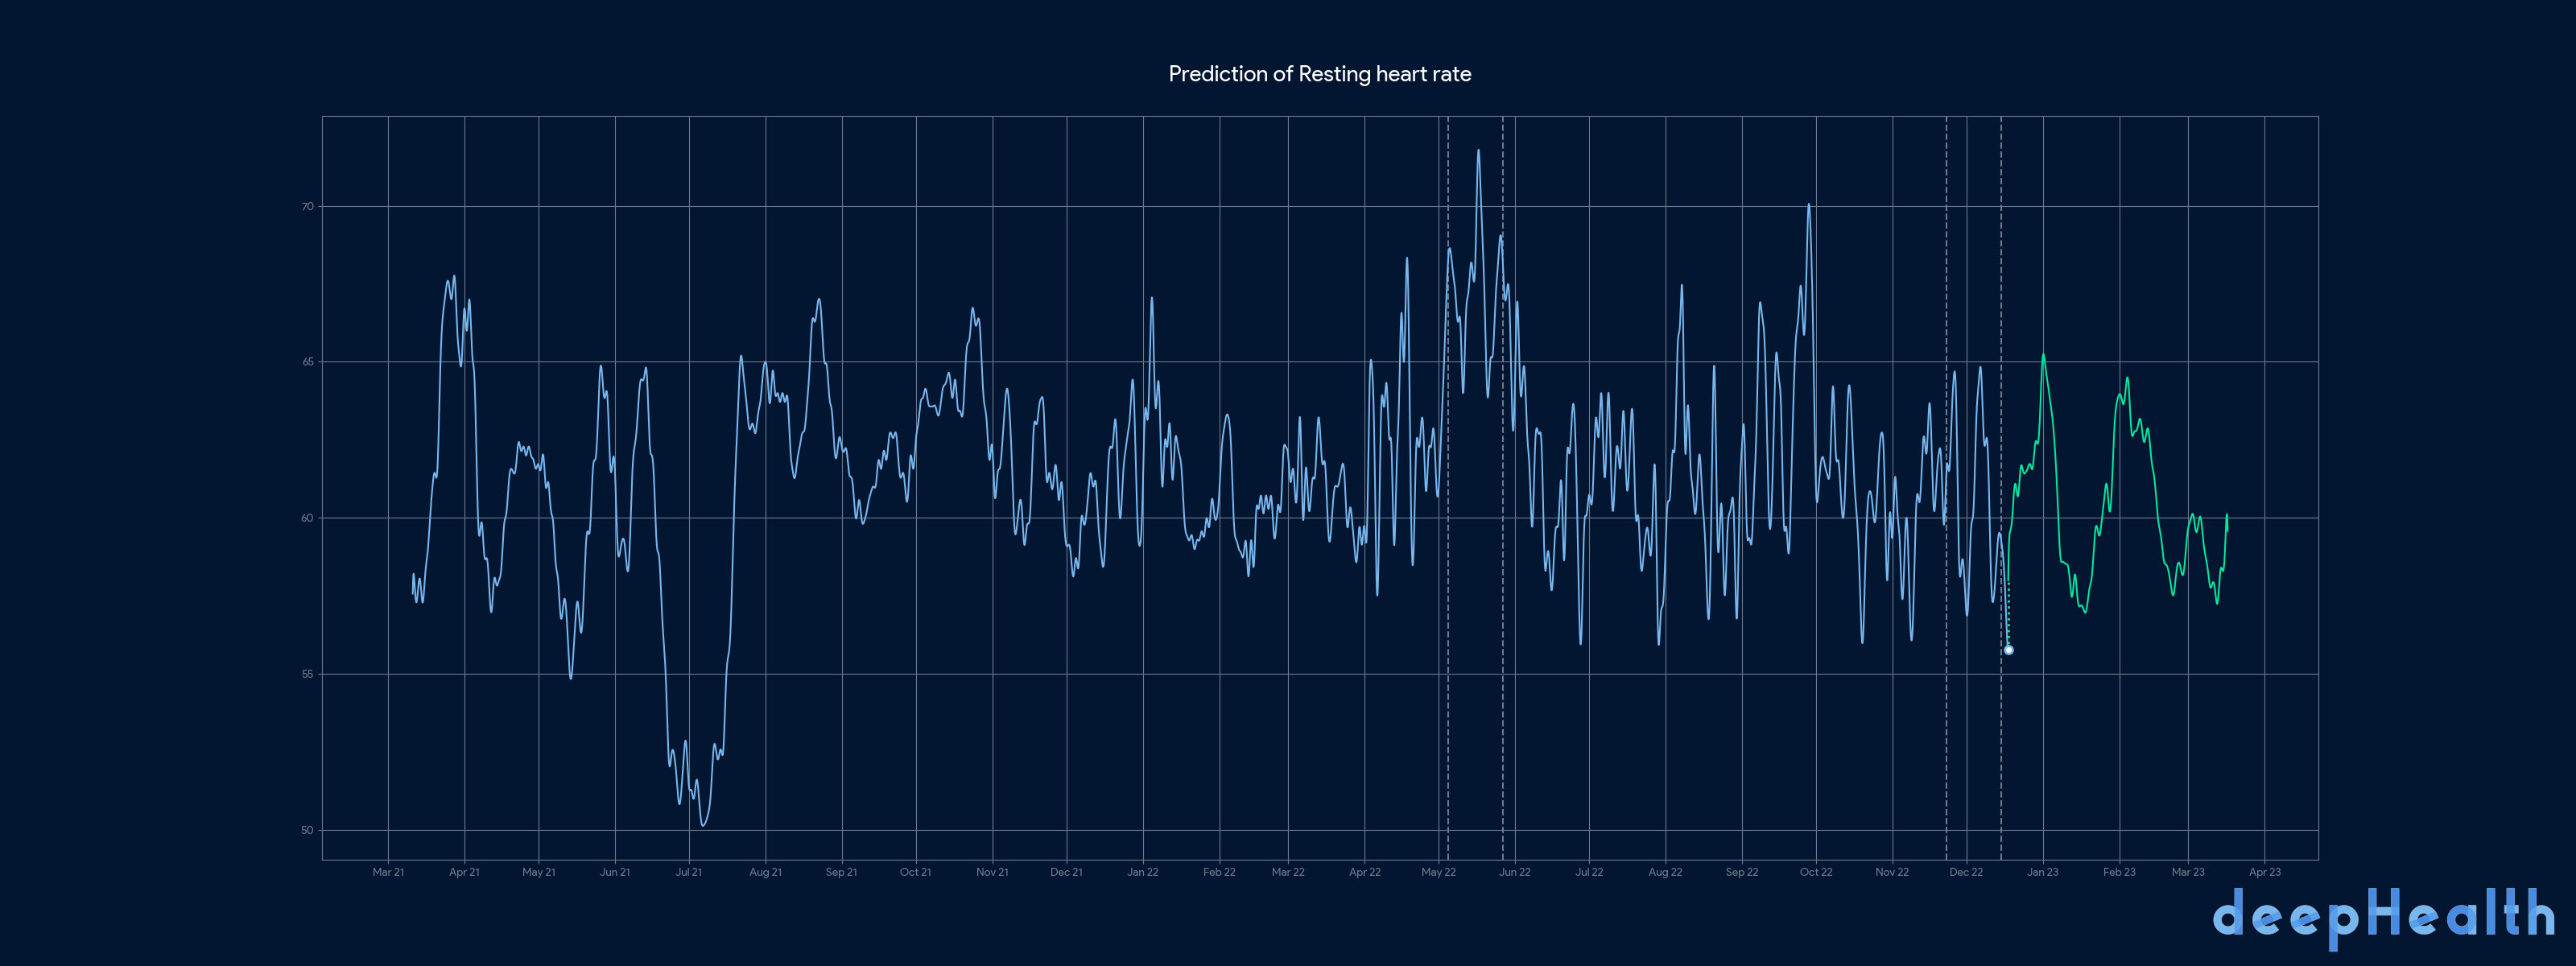 Prediction of Resting heart rate
70
65
60
55
50
Mar 21 Apr 21 May 21 Jun 21 Jul 21 Aug 21 Sep 21 Oct 21 Nov 21 Dec 21 Jan 22 Feb 22 Mar 22 Apr 22 May 22 Jun 22 Jul 22 Aug 22 Sep 22 Oct 22 Nov 22 Dec 22 Jan 23 Feb 23 Mar 23 Apr 23
deepHealth